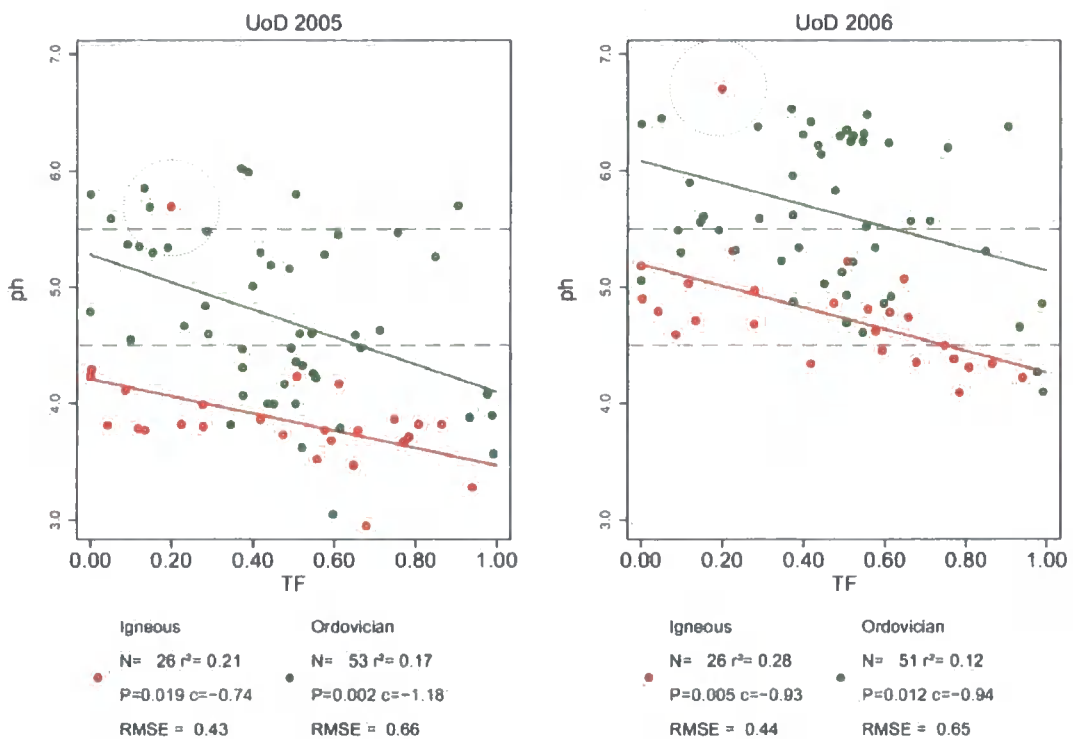 UoD 2005
7.0
6.0
5.0
4.0
3.0
ph
0.00 0.20 0.40 0.60 0.80 1.00
TF
Igneous Ordovician
N= 26 r²= 0.21 N= 53 r²= 0.17
P=0.019 c=−0.74 P=0.002 c=−1.18
RMSE = 0.43 RMSE = 0.66
UoD 2006
7.0
6.0
5.0
4.0
3.0
ph
0.00 0.20 0.40 0.60 0.80 1.00
TF
Igneous Ordovician
N= 26 r²= 0.28 N= 51 r²= 0.12
P=0.005 c=−0.93 P=0.012 c=−0.94
RMSE = 0.44 RMSE = 0.65